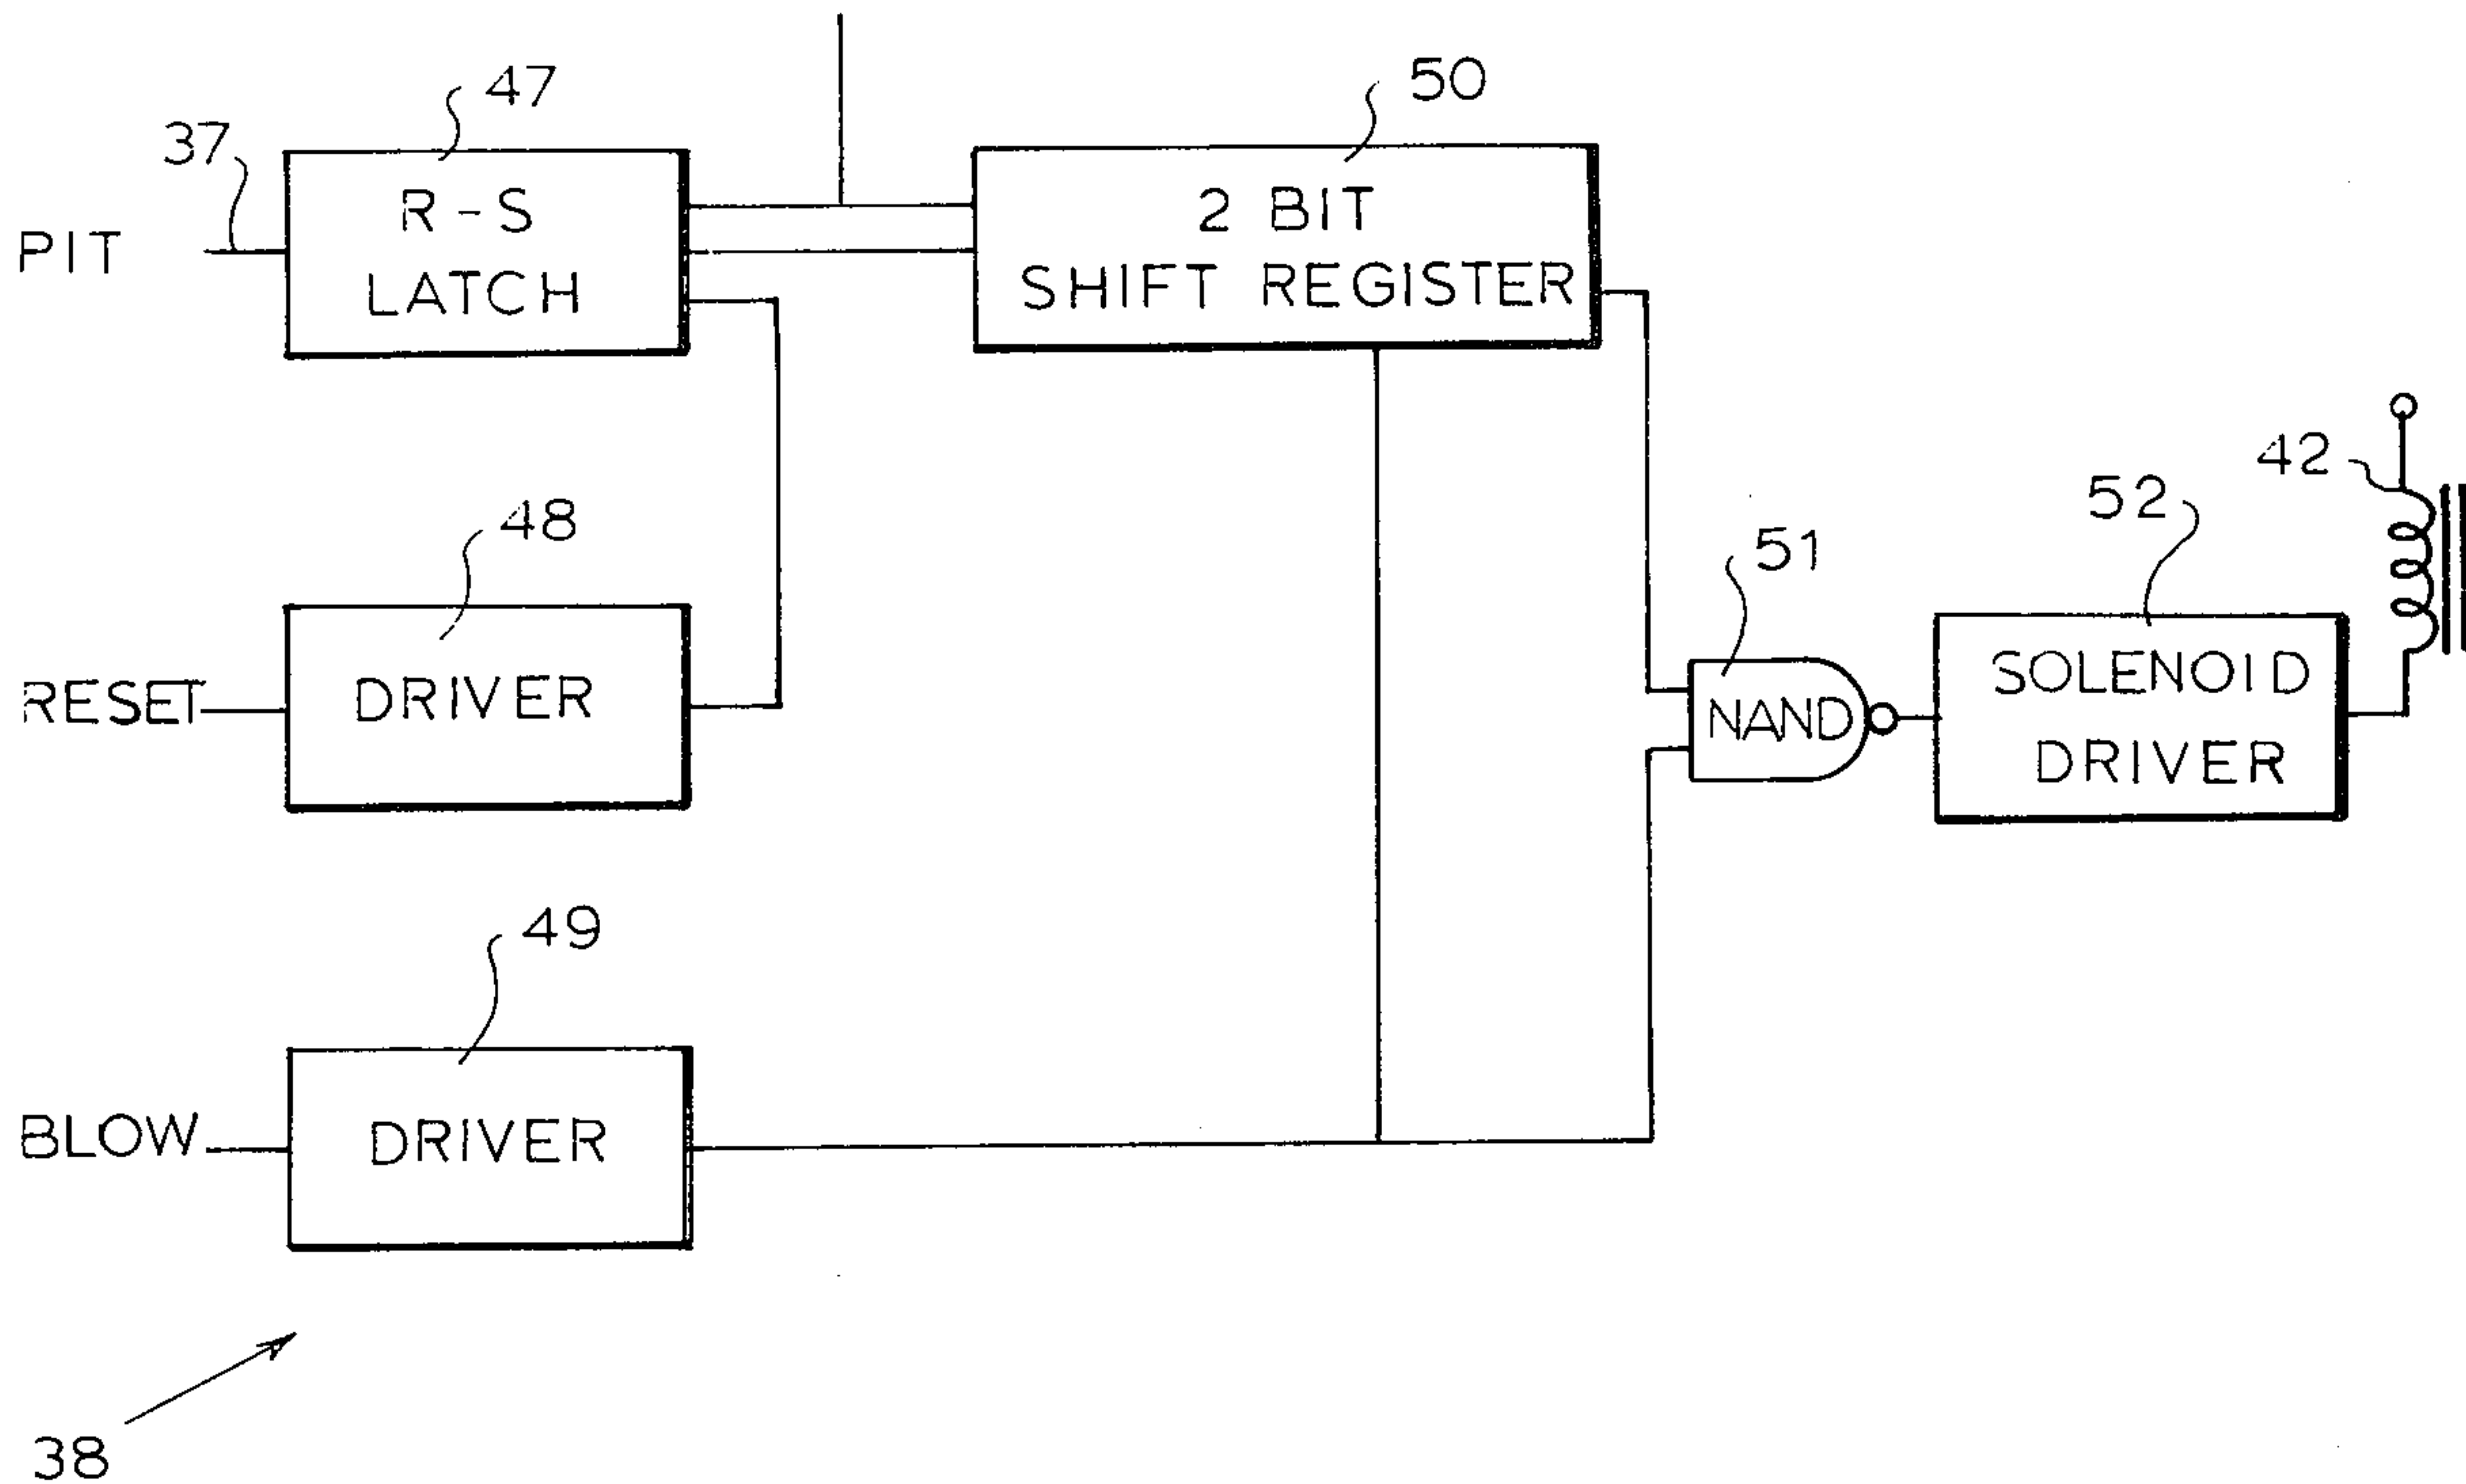 47
50
37
R-S
LATCH
2 BIT
SHIFT REGISTER
PIT
42
52
48
51
RESET
DRIVER
NAND
SOLENOID
DRIVER
49
BLOW
DRIVER
38